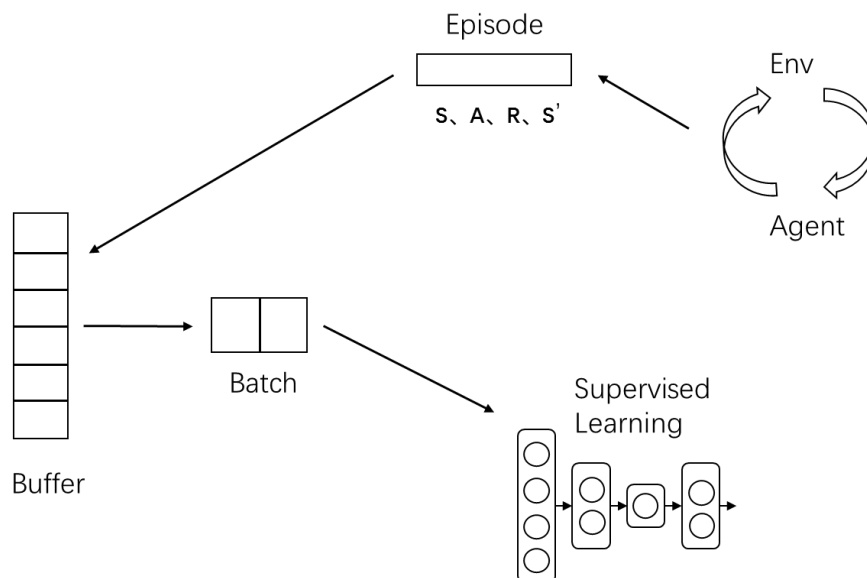 Episode
S、A、R、S'
Env
Agent
Buffer
Batch
Supervised
Learning